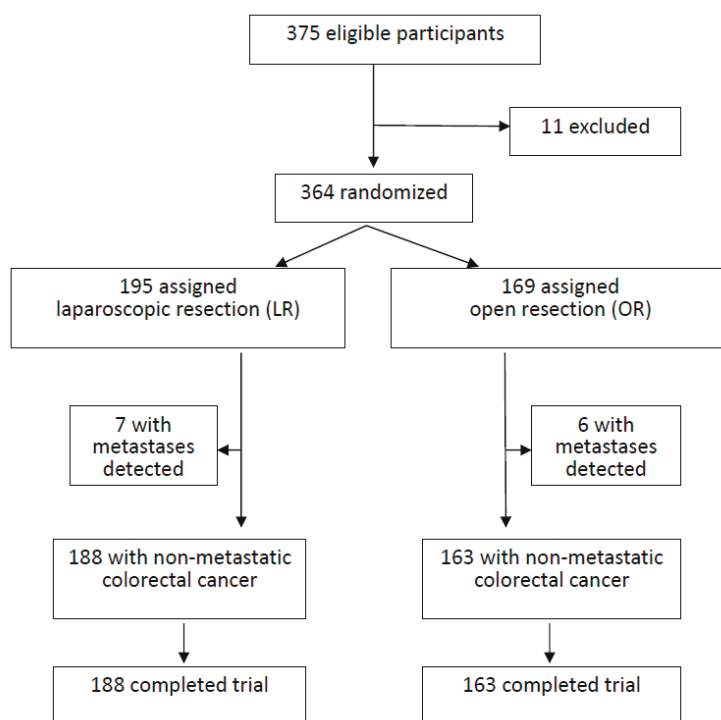 375 eligible participants
11 excluded
364 randomized
195 assigned
laparoscopic resection (LR)
169 assigned
open resection (OR)
7 with
metastases
detected
6 with
metastases
detected
188 with non-metastatic
colorectal cancer
163 with non-metastatic
colorectal cancer
188 completed trial
163 completed trial